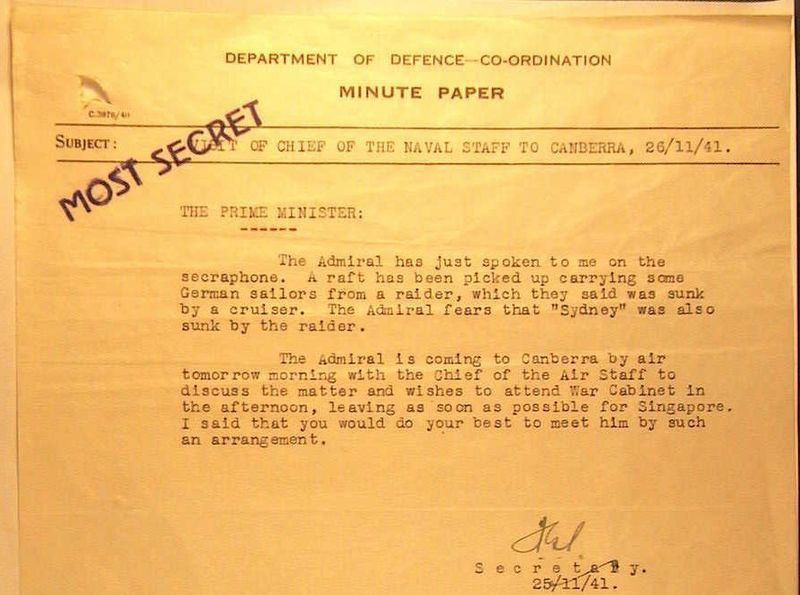 DEPARTMENT OF DEFENCE—CO-ORDINATION
MINUTE PAPER
C.3076/40
MOST SECRET
SUBJECT: VISIT OF CHIEF OF THE NAVAL STAFF TO CANBERRA, 26/11/41.
THE PRIME MINISTER:
The Admiral has just spoken to me on the
secraphone. A raft has been picked up carrying some
German sailors from a raider, which they said was sunk
by a cruiser. The Admiral fears that "Sydney" was also
sunk by the raider.
The Admiral is coming to Canberra by air
tomorrow morning with the Chief of the Air Staff to
discuss the matter and wishes to attend War Cabinet in
the afternoon, leaving as soon as possible for Singapore.
I said that you would do your best to meet him by such
an arrangement.
Secretary.
25/11/41.